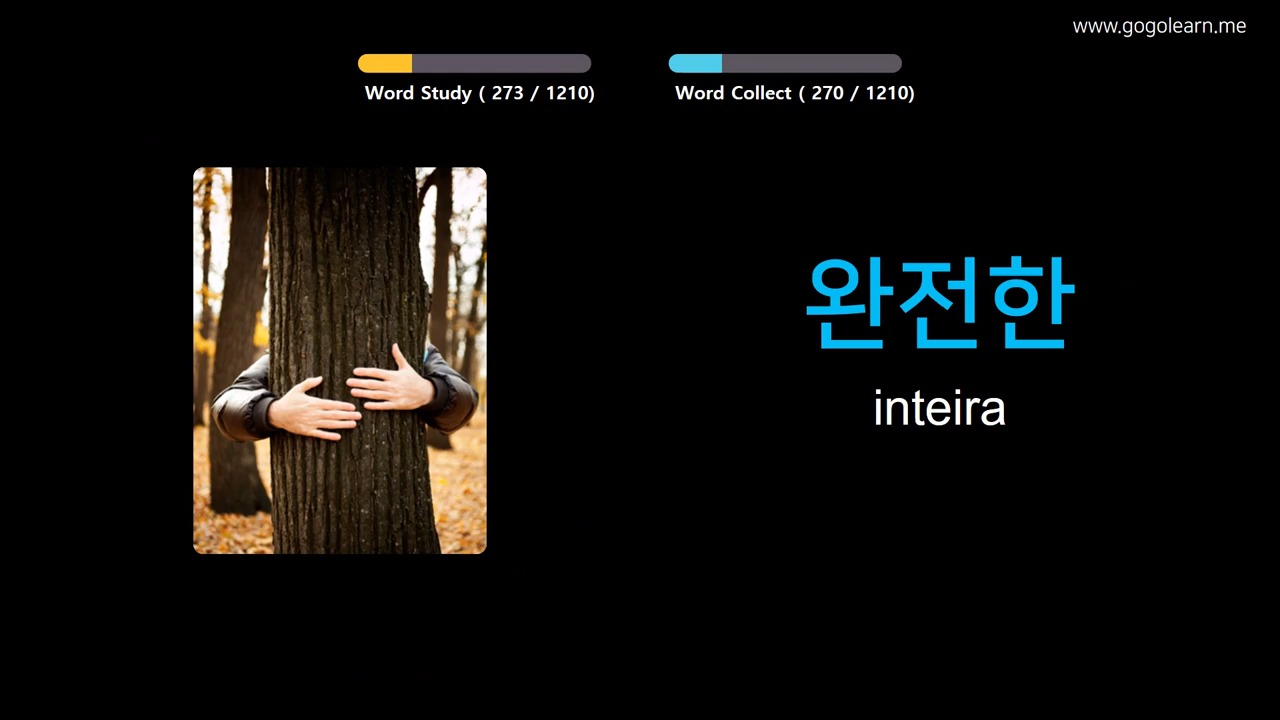 www.gogolearn.me
Word Study ( 273 / 1210)
Word Collect ( 270 / 1210)
완전한
inteira